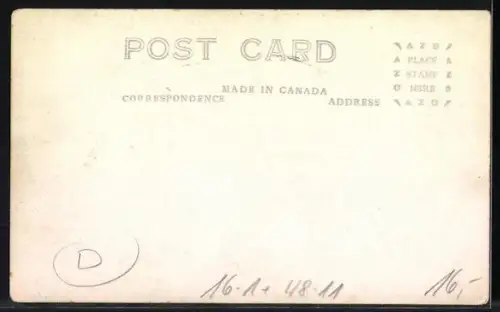 POST CARD
AZO
PLACE
STAMP
HERE
AZO
MADE IN CANADA
CORRESPONDENCE
ADDRESS
D
16-1+ 48-11
16,-